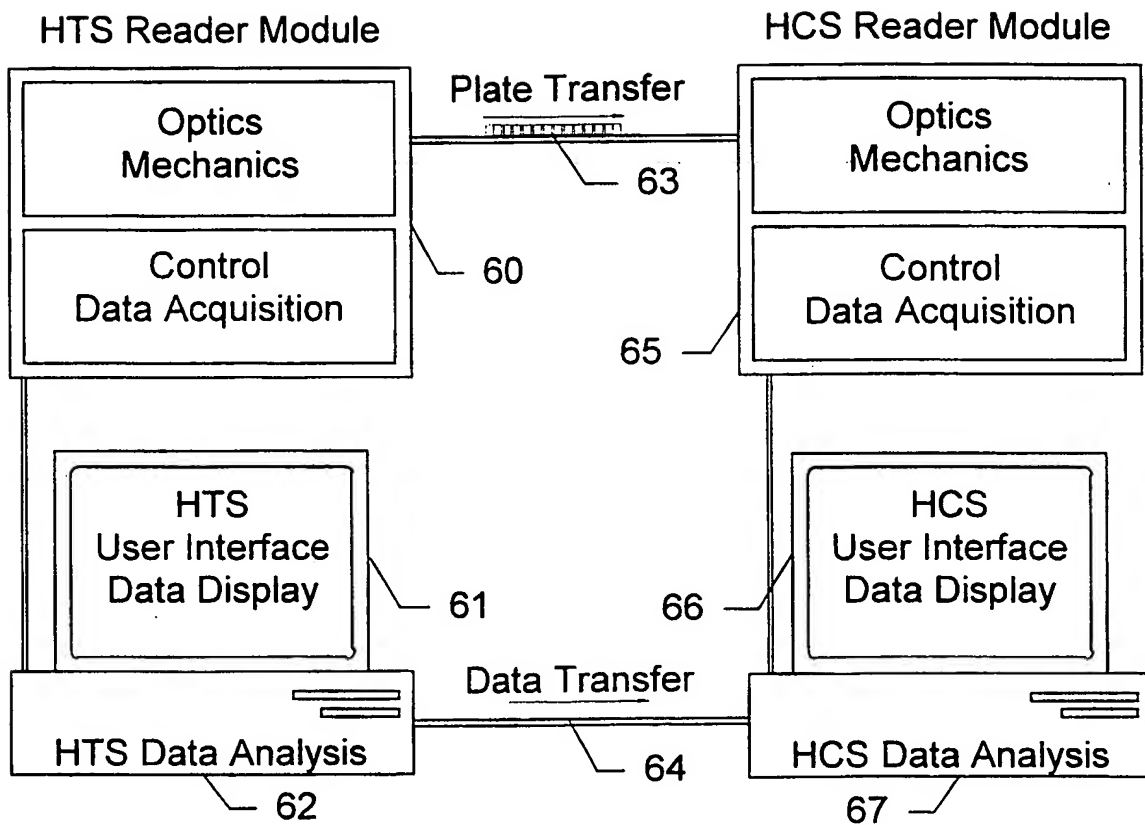 HTS Reader Module
HCS Reader Module
Plate Transfer
Optics
Mechanics
Optics
Mechanics
63
Control
Data Acquisition
60
Control
Data Acquisition
65
HTS
User Interface
Data Display
61
HCS
User Interface
Data Display
66
Data Transfer
HTS Data Analysis
64
HCS Data Analysis
62
67